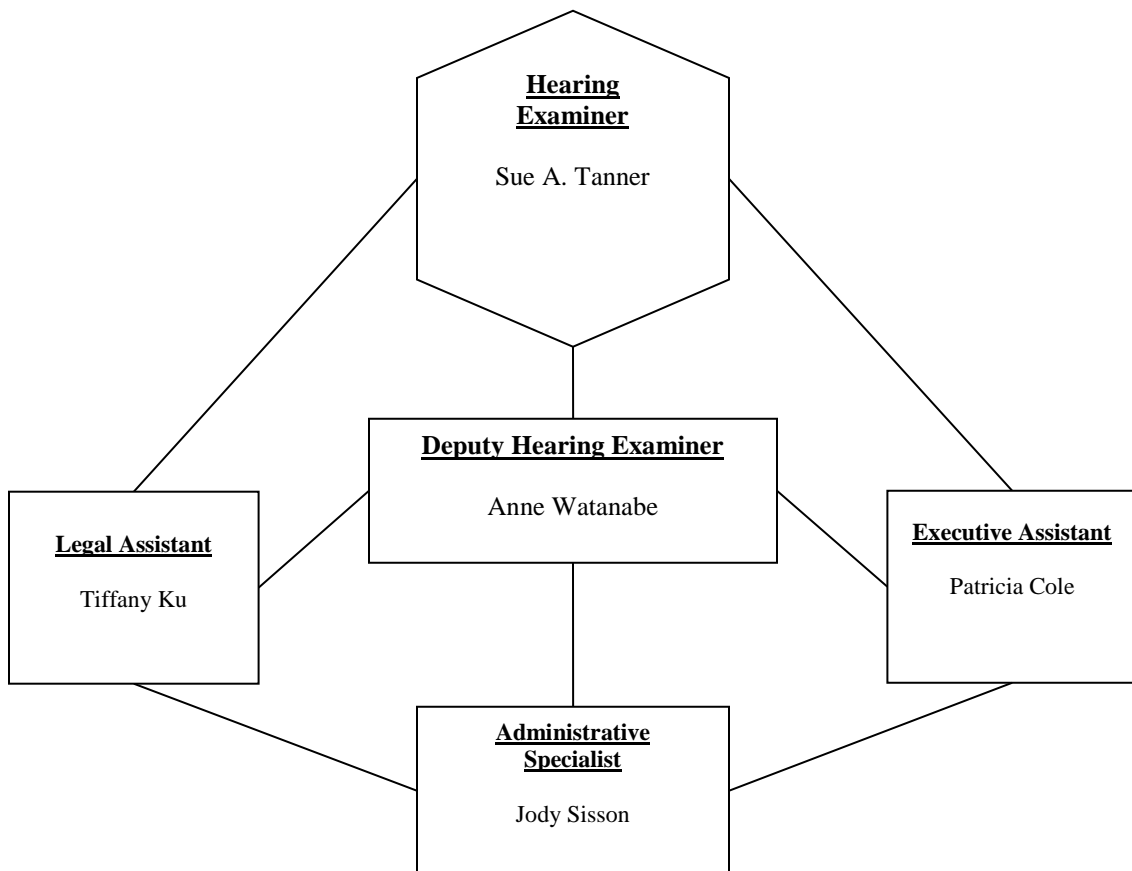 Hearing
Examiner
Sue A. Tanner
Deputy Hearing Examiner
Anne Watanabe
Legal Assistant
Tiffany Ku
Executive Assistant
Patricia Cole
Administrative
Specialist
Jody Sisson